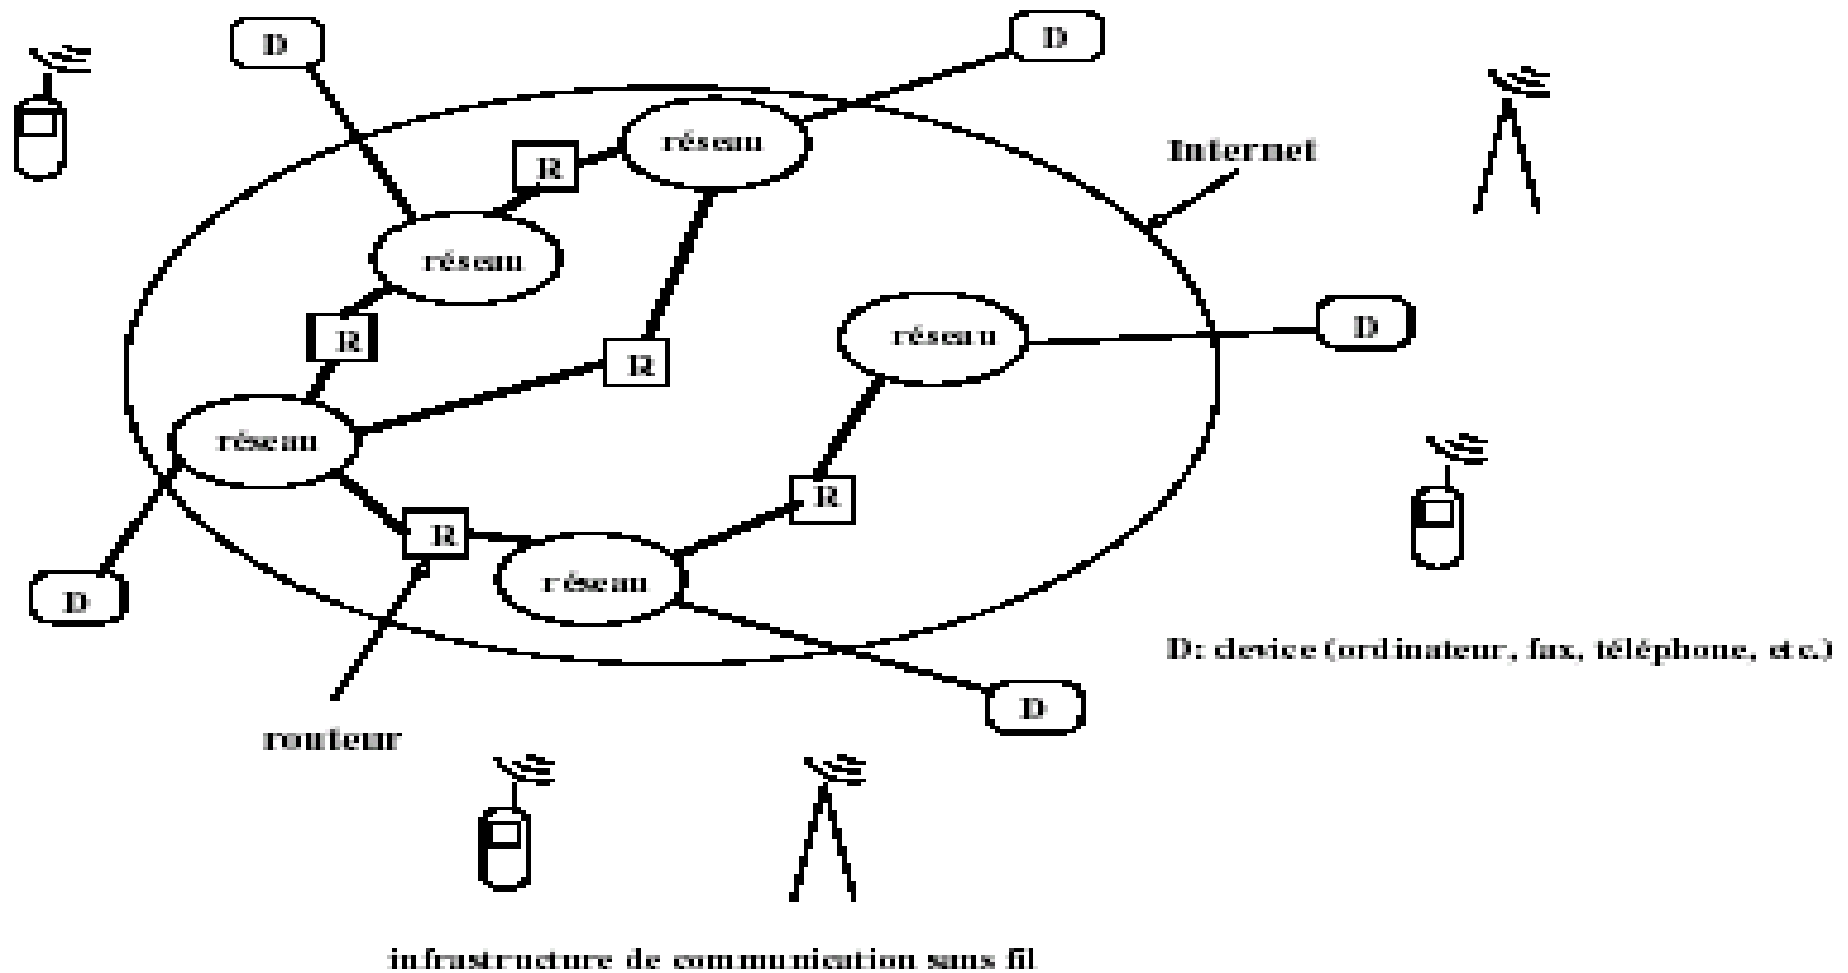 D
D
réseau
Internet
R
réseau
R
réseau
D
R
réseau
R
R
réseau
D
D: device (ordinateur, fax, téléphone, etc.)
D
routeur
infrastructure de communication sans fil